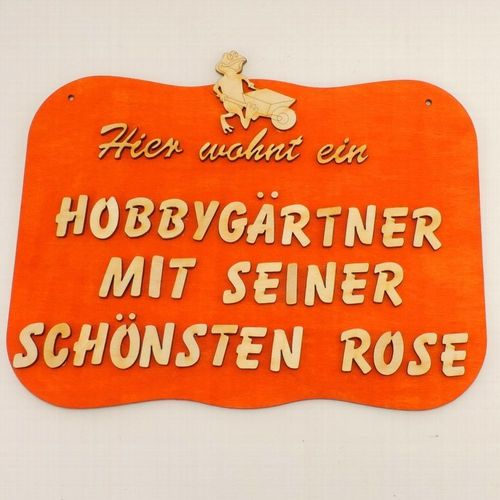 Hier wohnt ein
HOBBYGÄRTNER
MIT SEINER
SCHÖNSTEN ROSE